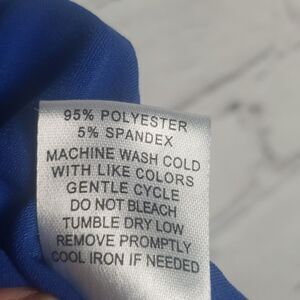 95% POLYESTER
5% SPANDEX
MACHINE WASH COLD
WITH LIKE COLORS
GENTLE CYCLE
DO NOT BLEACH
TUMBLE DRY LOW
REMOVE PROMPTLY
COOL IRON IF NEEDED